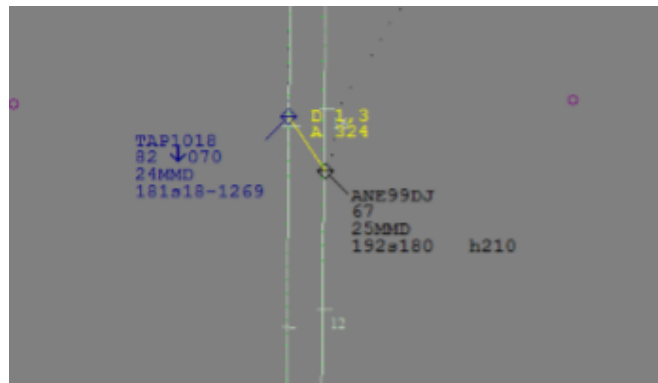 D 1,3
A 324
TAP1018
82 ↓070
24MMD
181s18-1269
ANE99DJ
67
25MMD
192s180 h210
12